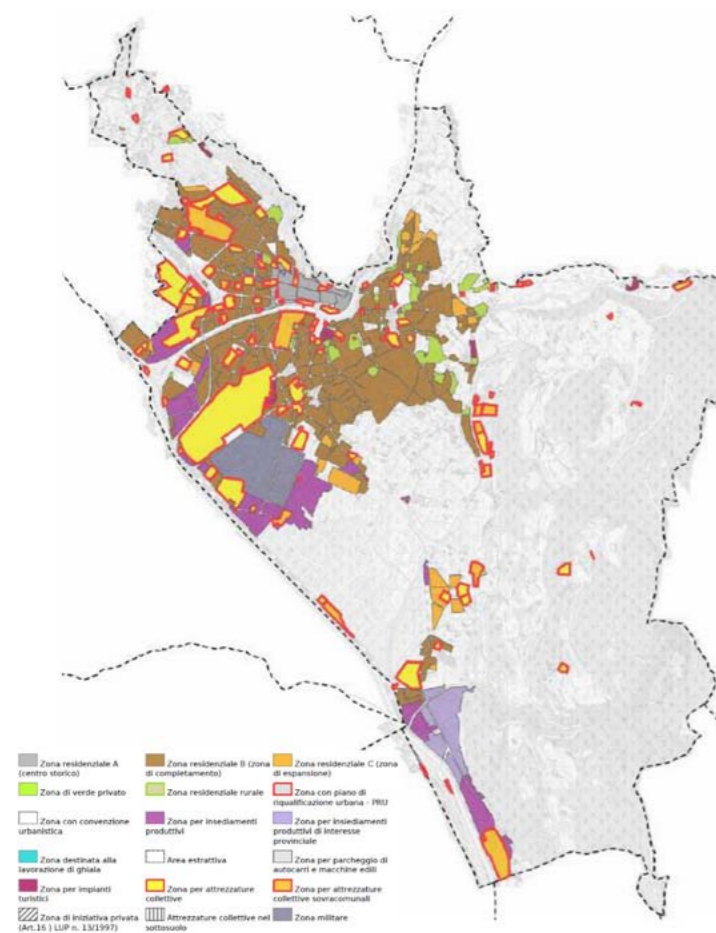 Zona residenziale A
(centro storico)
Zona residenziale B (zona
di completamento)
Zona residenziale C (zona
di espansione)
Zona di verde privato
Zona residenziale rurale
Zona con piano di
riqualificazione urbana - PRU
Zona con convenzione
urbanistica
Zona per insediamenti
produttivi
Zona per insediamenti
produttivi di interesse
provinciale
Zona destinata alla
lavorazione di ghiaia
Area estrattiva
Zona per parcheggio di
autocarri e macchine edili
Zona per impianti
turistici
Zona per attrezzature
collettive
Zona per attrezzature
collettive sovracomunali
Zona di iniziativa privata
(Art.16 ) LUP n. 13/1997)
Attrezzature collettive nel
sottosuolo
Zona militare